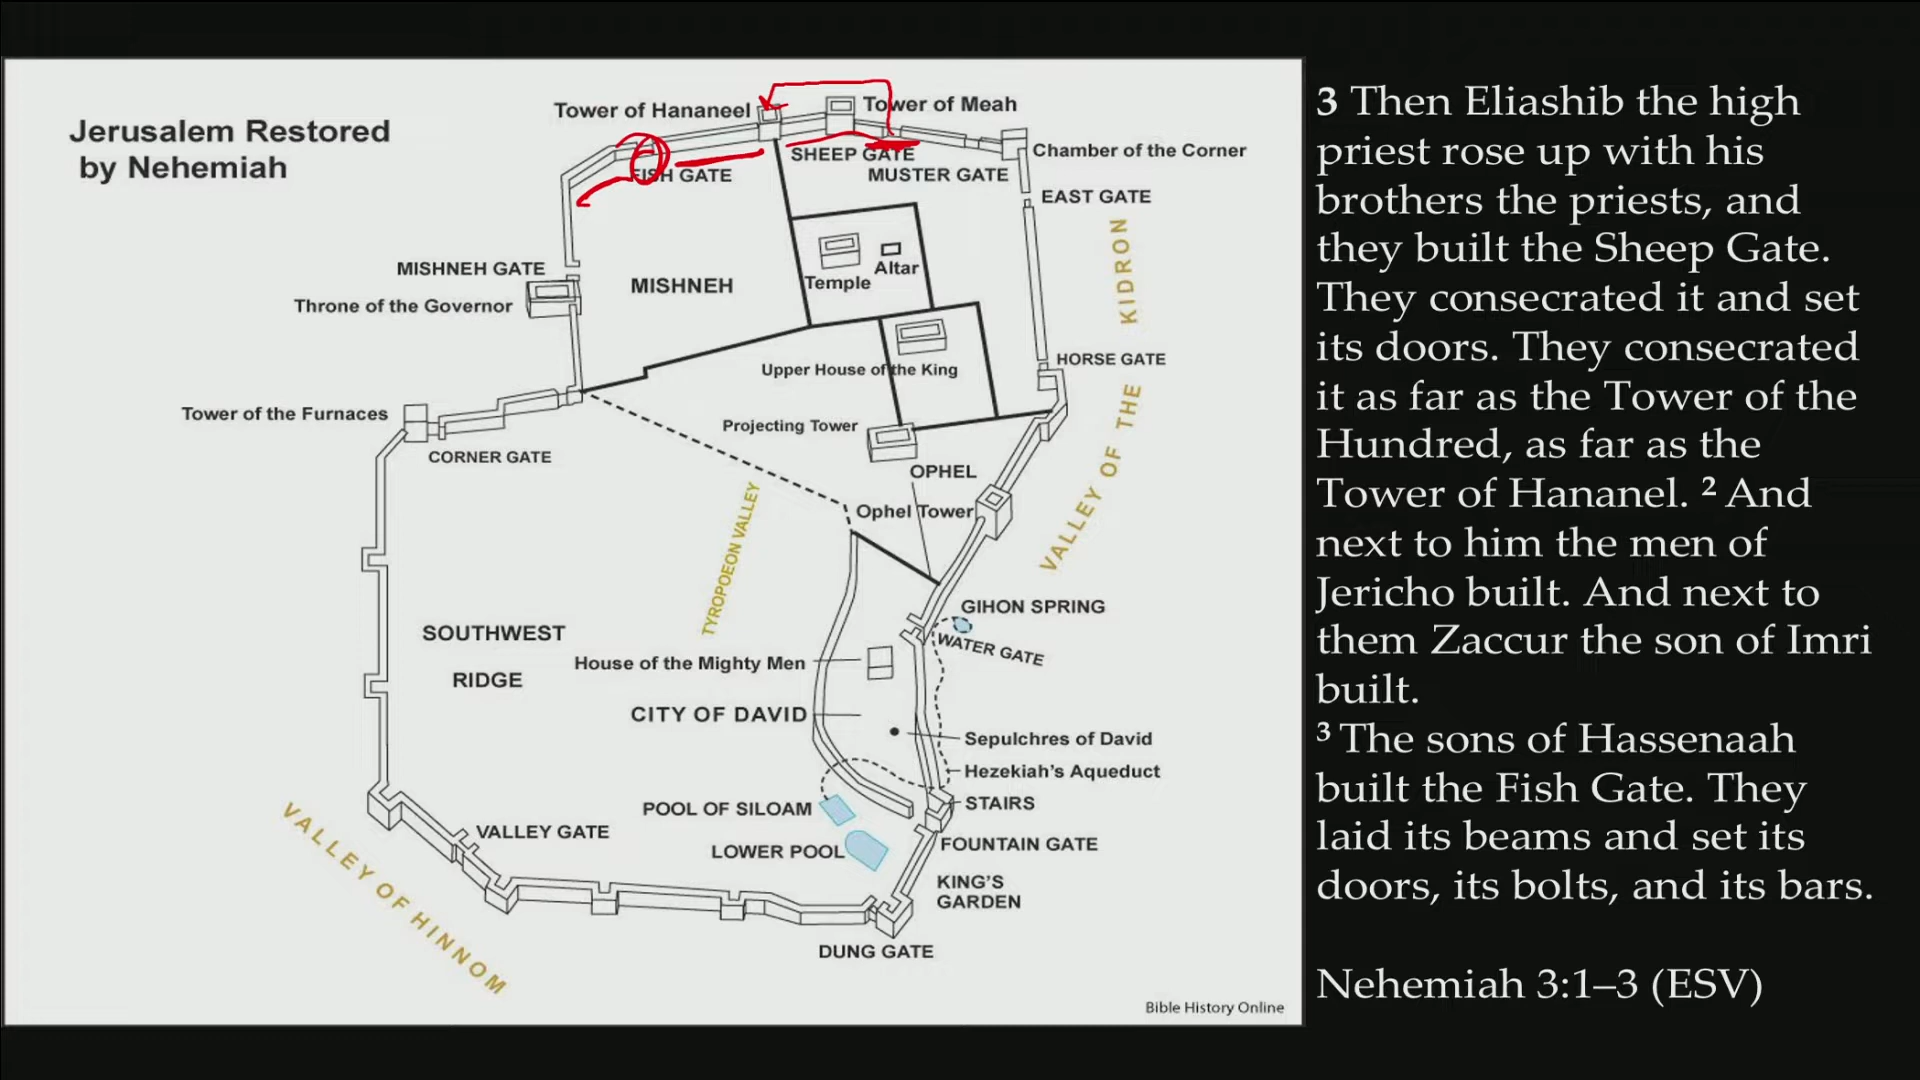 Jerusalem Restored
by Nehemiah
Tower of Hananeel
Tower of Meah
SHEEP GATE
Chamber of the Corner
FISH GATE
MUSTER GATE
EAST GATE
MISHNEH GATE
Throne of the Governor
MISHNEH
Temple
Altar
VALLEY OF THE KIDRON
HORSE GATE
Upper House of the King
Tower of the Furnaces
CORNER GATE
Projecting Tower
OPHEL
Ophel Tower
TYROPOEON VALLEY
GIHON SPRING
WATER GATE
SOUTHWEST
RIDGE
House of the Mighty Men
CITY OF DAVID
Sepulchres of David
Hezekiah's Aqueduct
POOL OF SILOAM
STAIRS
VALLEY GATE
LOWER POOL
FOUNTAIN GATE
KING'S
GARDEN
VALLEY OF HINNOM
DUNG GATE
Bible History Online
3 Then Eliashib the high
priest rose up with his
brothers the priests, and
they built the Sheep Gate.
They consecrated it and set
its doors. They consecrated
it as far as the Tower of the
Hundred, as far as the
Tower of Hananel. 2 And
next to him the men of
Jericho built. And next to
them Zaccur the son of Imri
built.
3 The sons of Hassenaah
built the Fish Gate. They
laid its beams and set its
doors, its bolts, and its bars.
Nehemiah 3:1–3 (ESV)